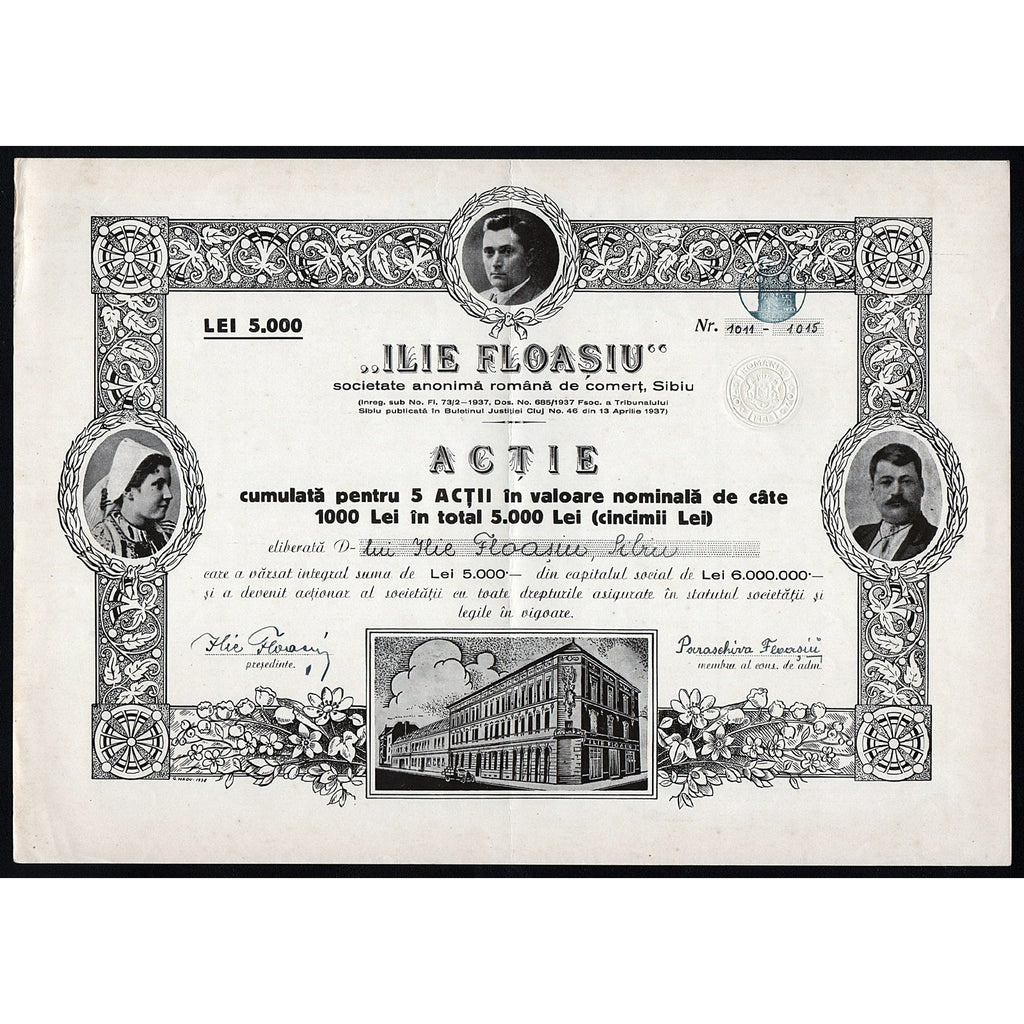 LEI 5.000
Nr. 1011 - 1015
„ILIE FLOAȘIU“
societate anonimă română de comerț, Sibiu
(Inreg. sub No. Fl. 73/2—1937, Dos. No. 685/1937 Fsoc. a Tribunalului
Sibiu publicată în Buletinul Justiției Cluj No. 46 din 13 Aprilie 1937)
ROMANIA
ACȚIE
cumulată pentru 5 ACȚII în valoare nominală de câte
1000 Lei în total 5.000 Lei (cincimii Lei)
eliberată D-lui Ilie Floașiu, Sibiu
care a vărsat integral suma de Lei 5.000·— din capitalul social de Lei 6.000.000·—
și a devenit acționar al societății cu toate drepturile asigurate în statutul societății și
legile în vigoare.
Ilie Floașiu
președinte.
Paraschiva Floașiu
membru al cons. de adm.